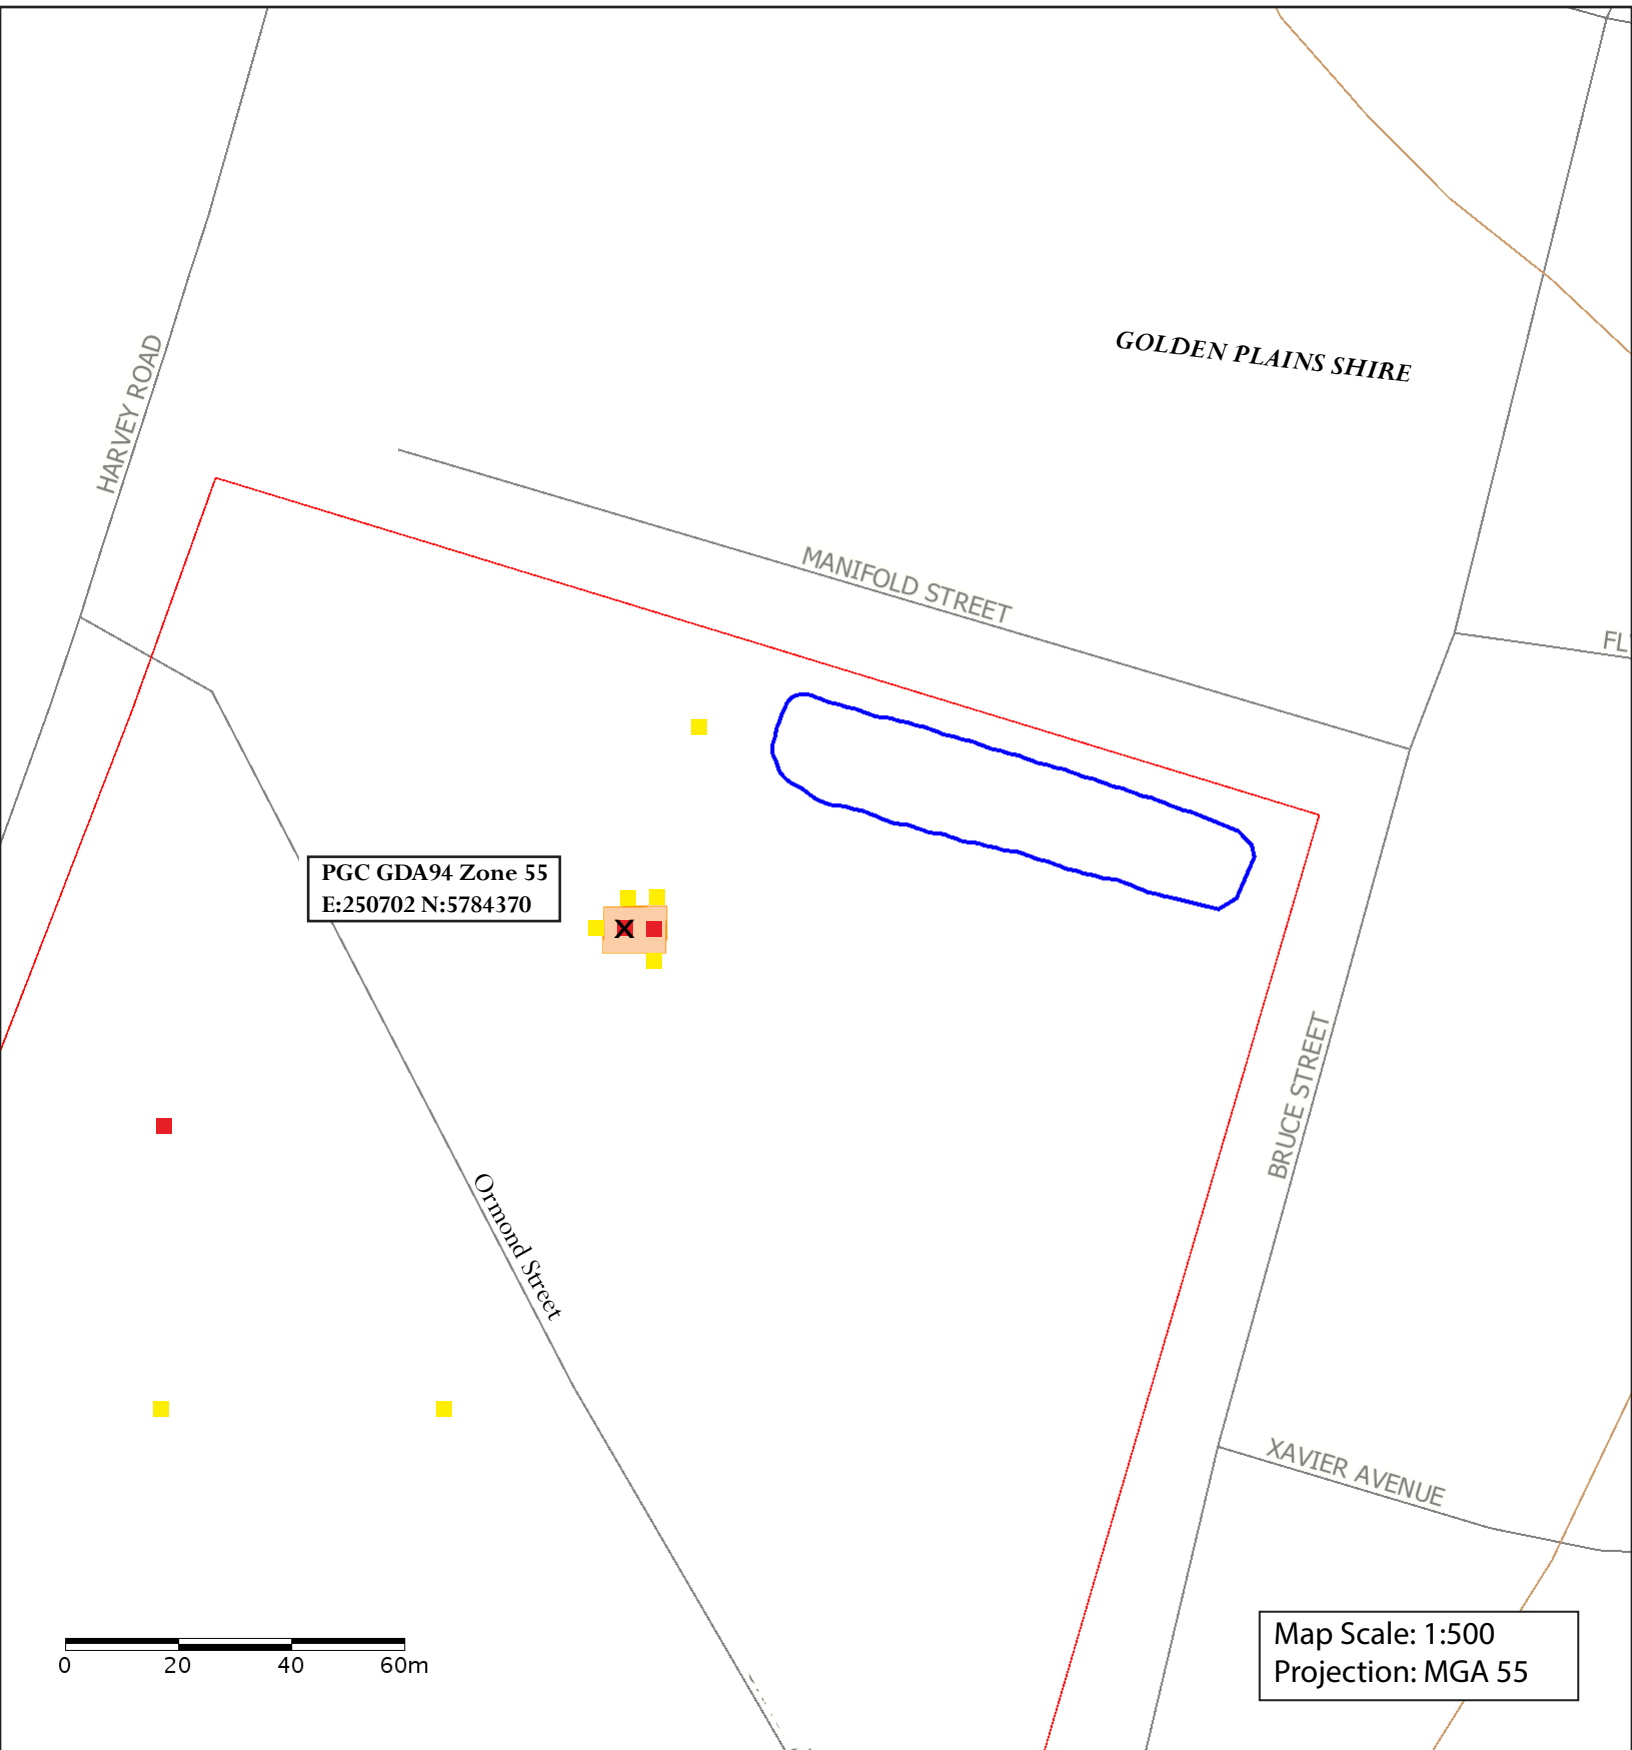 HARVEY ROAD
GOLDEN PLAINS SHIRE
MANIFOLD STREET
PGC GDA94 Zone 55
E:250702 N:5784370
X
BRUCE STREET
Ormond Street
XAVIER AVENUE
0 20 40 60m
Map Scale: 1:500
Projection: MGA 55